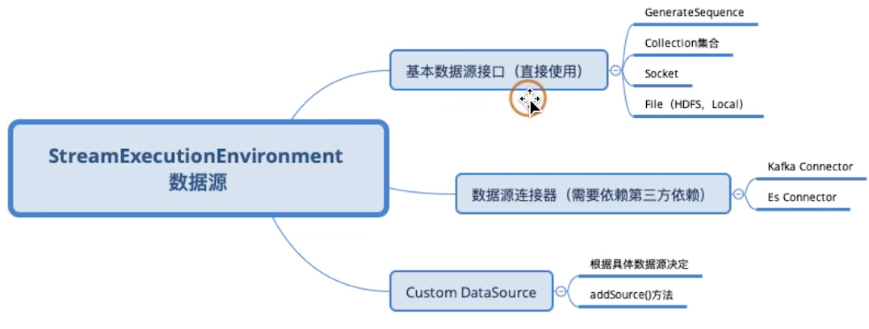 StreamExecutionEnvironment
数据源
基本数据源接口（直接使用）
GenerateSequence
Collection集合
Socket
File（HDFS，Local）
数据源连接器（需要依赖第三方依赖）
Kafka Connector
Es Connector
Custom DataSource
根据具体数据源决定
addSource()方法